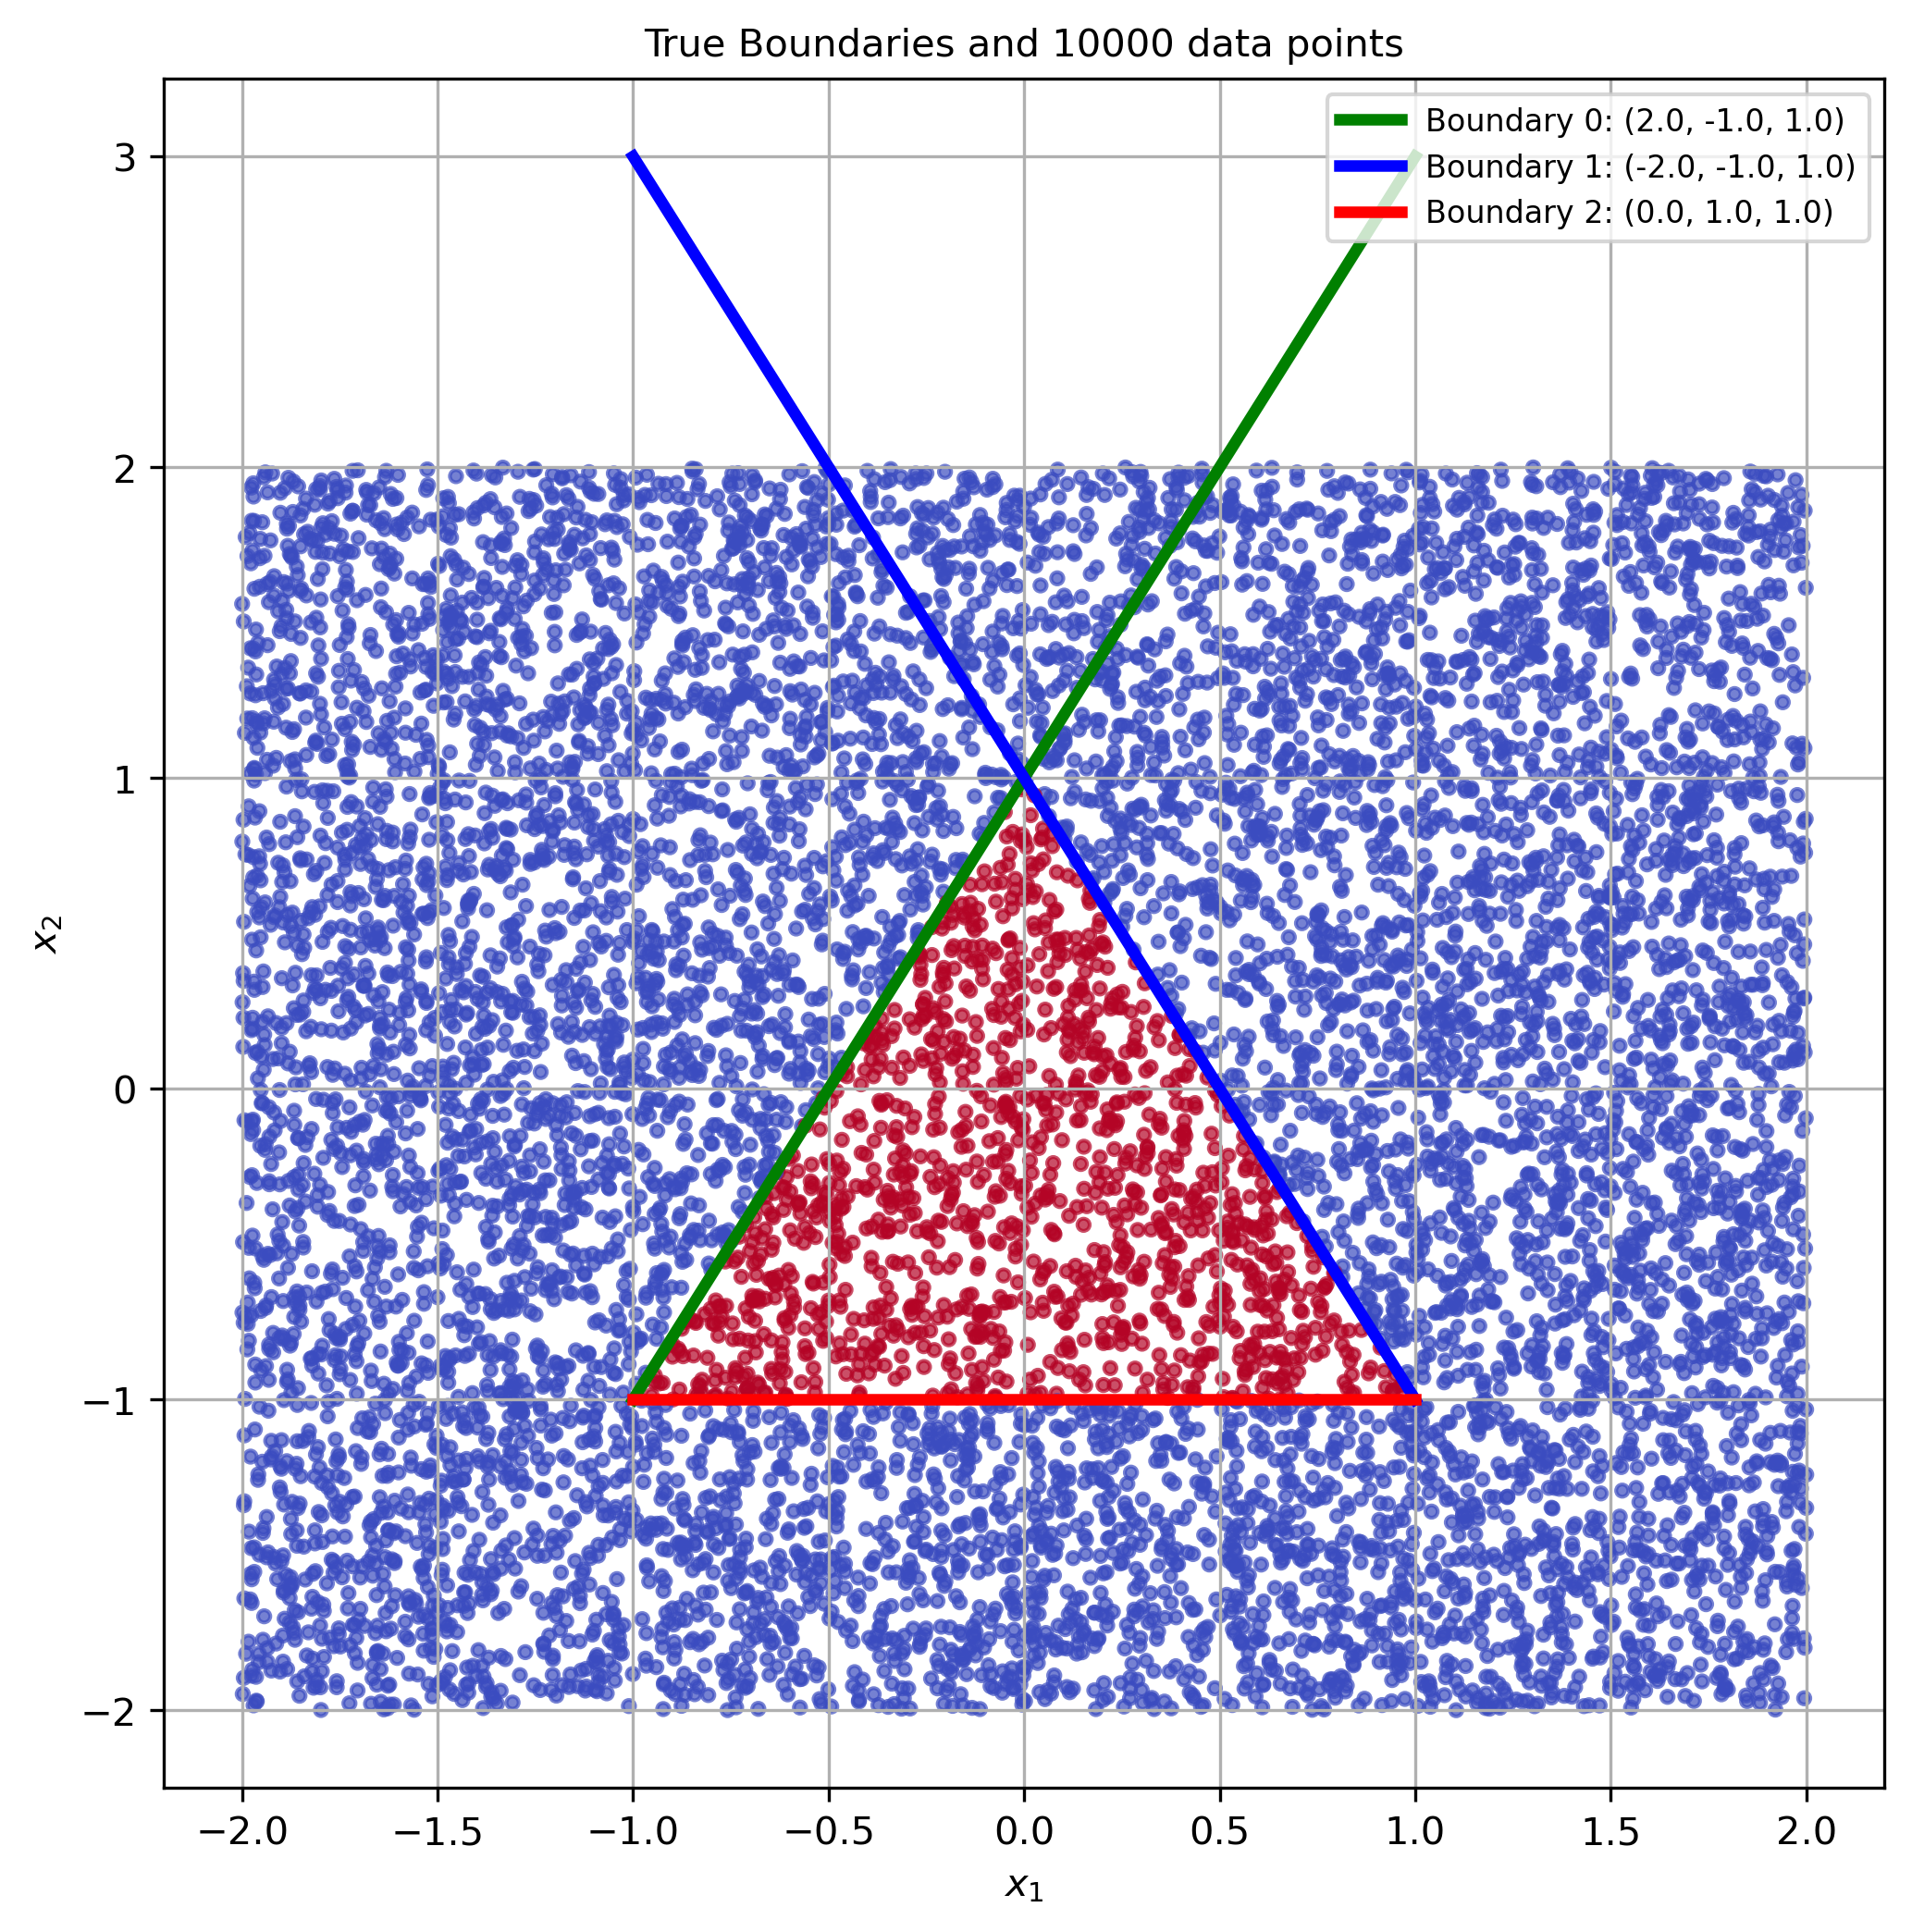 True Boundaries and 10000 data points
Boundary 0: (2.0, -1.0, 1.0)
Boundary 1: (-2.0, -1.0, 1.0)
Boundary 2: (0.0, 1.0, 1.0)
3
2
1
0
−1
−2
x₂
−2.0 −1.5 −1.0 −0.5 0.0 0.5 1.0 1.5 2.0
x₁